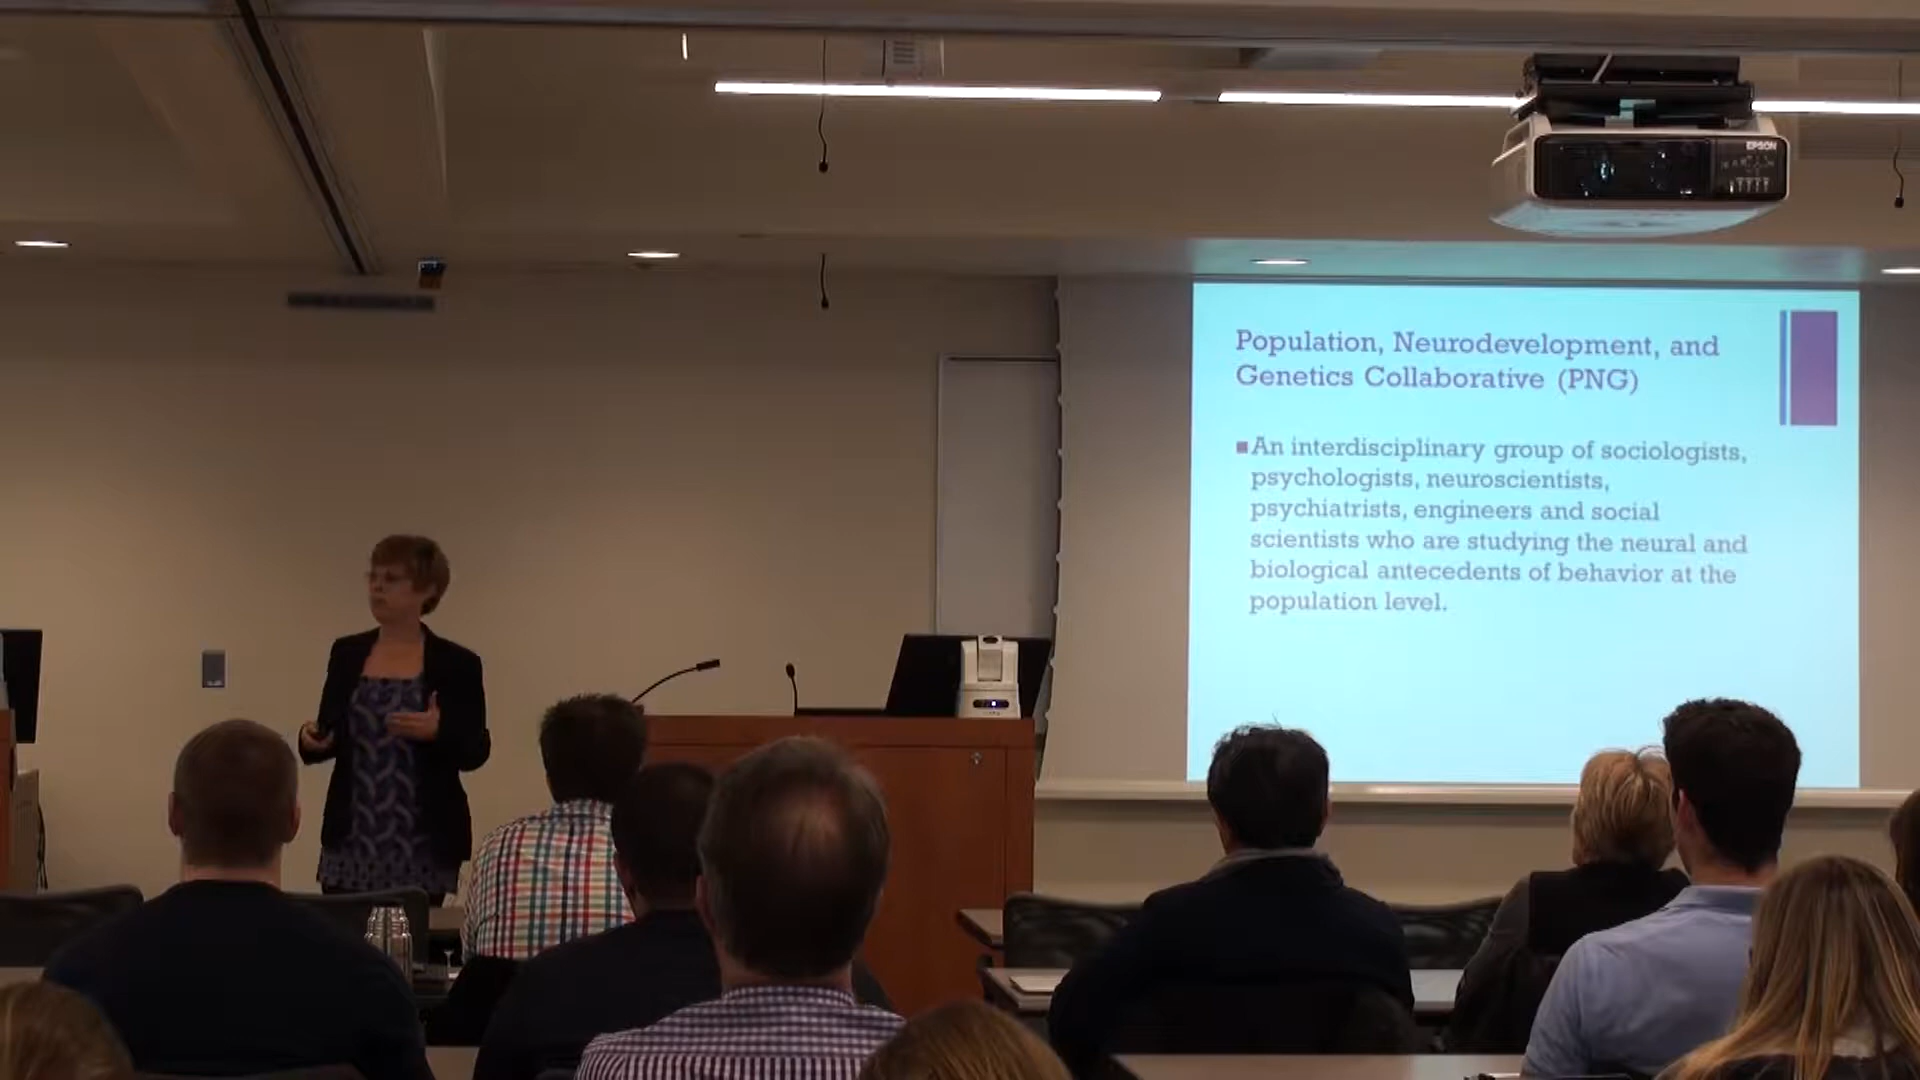 EPSON
Population, Neurodevelopment, and
Genetics Collaborative (PNG)
An interdisciplinary group of sociologists,
psychologists, neuroscientists,
psychiatrists, engineers and social
scientists who are studying the neural and
biological antecedents of behavior at the
population level.